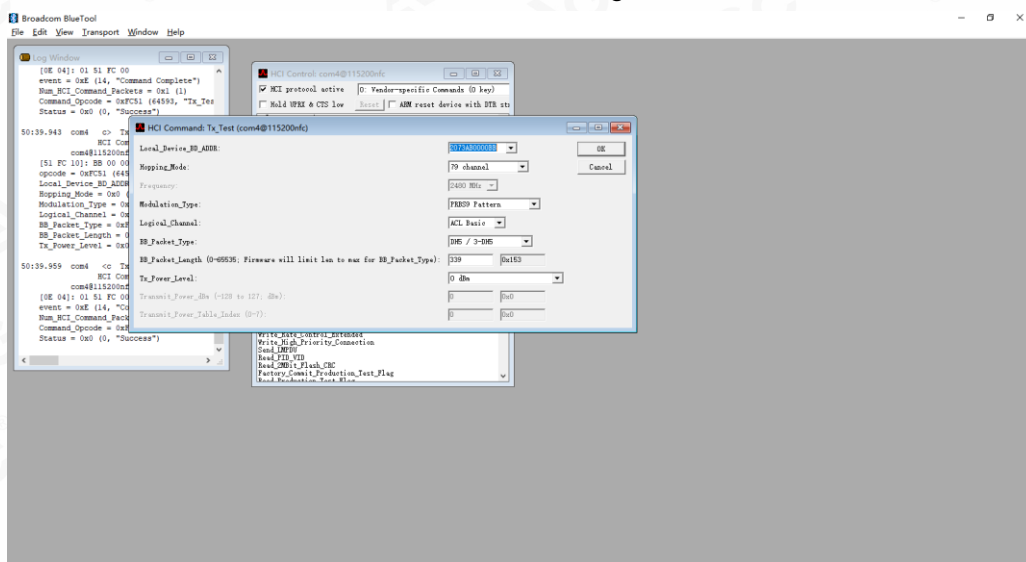 Broadcom BlueTool
File Edit View Transport Window Help
Log Window
[0E 04]: 01 51 FC 00
event = 0xE (14, "Command Complete")
Num_HCI_Command_Packets = 0x1 (1)
Command_Opcode = 0xFC51 (64593, "Tx_Tes
Status = 0x0 (0, "Success")
50:39.943 com4 c> Tx
HCI Com
com4@115200nf
[51 FC 10]: BB 00 00
opcode = 0xFC51 (645
Local_Device_BD_ADDR
Hopping_Mode = 0x0 (
Modulation_Type = 0x
Logical_Channel = 0x
BB_Packet_Type = 0xF
BB_Packet_Length = 0
Tx_Power_Level = 0x0
50:39.959 com4 <c Tx
HCI Com
com4@115200nf
[0E 04]: 01 51 FC 00
event = 0xE (14, "Co
Num_HCI_Command_Pack
Command_Opcode = 0xF
Status = 0x0 (0, "Success")
HCI Control: com4@115200nfc
HCI protocol active 0: Vendor-specific Commands (0 key)
Hold UPRX & CTS low Reset ARM reset device with DTR st
HCI Command: Tx_Test (com4@115200nfc)
Local_Device_BD_ADDR:
OK
Hopping_Mode: 79 channel
Cancel
Frequency: 2480 MHz
Modulation_Type: PRBS9 Pattern
Logical_Channel: ACL Basic
BB_Packet_Type: DH5 / 3-DH5
BB_Packet_Length (0-65535; Firmware will limit len to max for BB_Packet_Type): 339 0x153
Tx_Power_Level: 0 dBm
Transmit_Power_dBm (-128 to 127; dBm): 0 0x0
Transmit_Power_Table_Index (0-7): 0 0x0
Write_Rate_Control_Extended
Write_High_Priority_Connection
Send_LMPDU
Read_PID_VID
Read_2MBit_Flash_CRC
Factory_Commit_Production_Test_Flag
Read_Production_Test_Flag